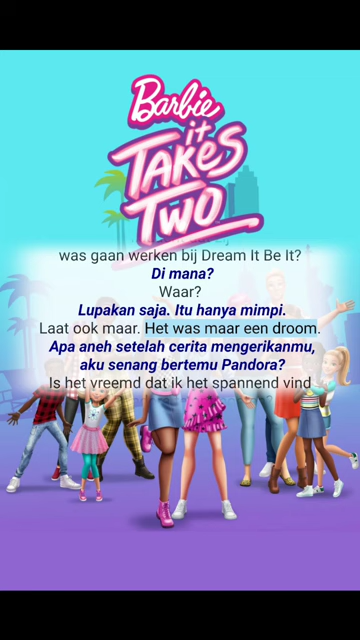 Barbie
it
TAKES
TWO
was gaan werken bij Dream It Be It?
Di mana?
Waar?
Lupakan saja. Itu hanya mimpi.
Laat ook maar. Het was maar een droom.
Apa aneh setelah cerita mengerikanmu,
aku senang bertemu Pandora?
Is het vreemd dat ik het spannend vind